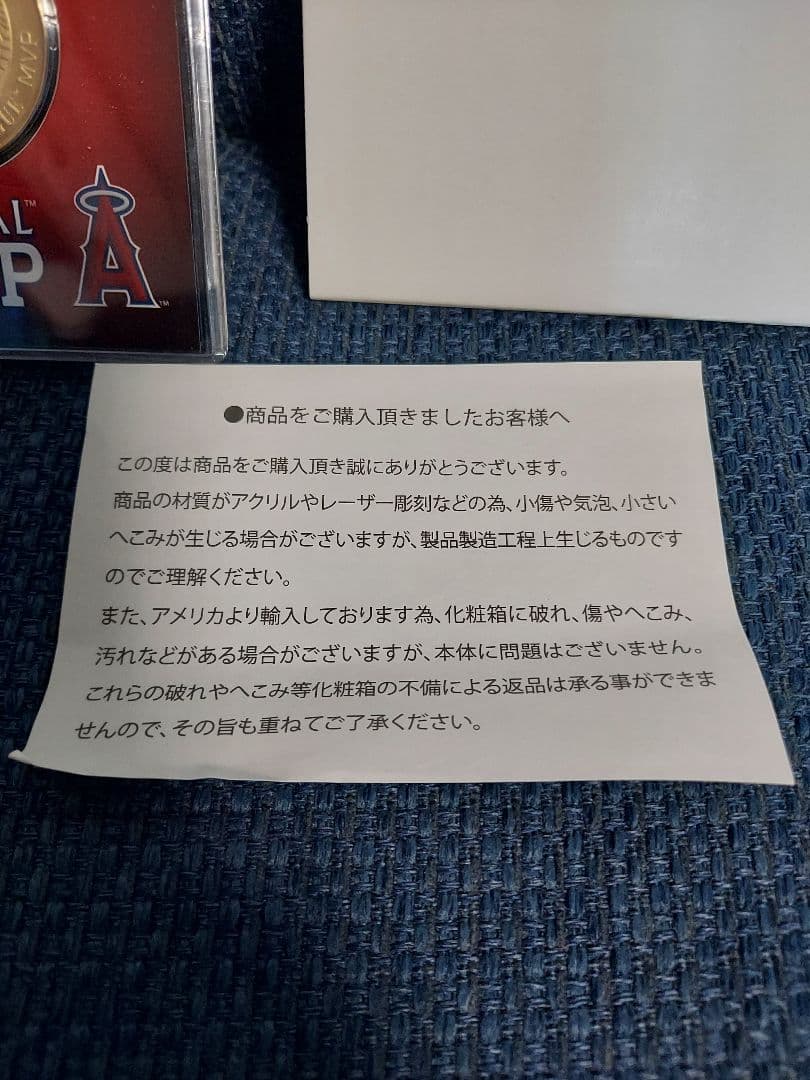 MVP
AL™
P
A
™
●商品をご購入頂きましたお客様へ
この度は商品をご購入頂き誠にありがとうございます。
商品の材質がアクリルやレーザー彫刻などの為、小傷や気泡、小さい
へこみが生じる場合がございますが、製品製造工程上生じるものです
のでご理解ください。
また、アメリカより輸入しております為、化粧箱に破れ、傷やへこみ、
汚れなどがある場合がございますが、本体に問題はございません。
これらの破れやへこみ等化粧箱の不備による返品は承る事ができま
せんので、その旨も重ねてご了承ください。